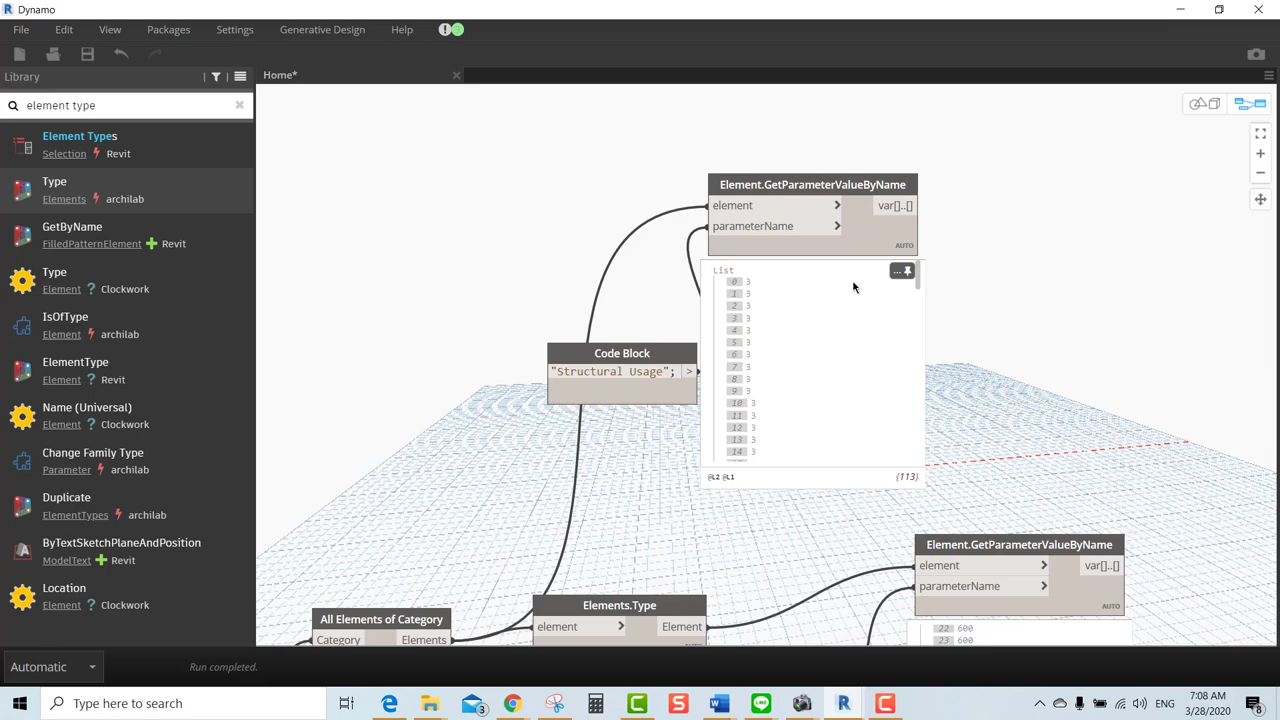 Dynamo
File Edit View Packages Settings Generative Design Help
Library
Home*
element type
Element Types
Selection Revit
Type
Elements archilab
GetByName
FilledPatternElement Revit
Type
Element ? Clockwork
IsOfType
Element archilab
ElementType
Element Revit
Name (Universal)
Element ? Clockwork
Change Family Type
Parameter archilab
Duplicate
ElementTypes archilab
ByTextSketchPlaneAndPosition
ModelText Revit
Location
Element ? Clockwork
Element.GetParameterValueByName
element > var[]..[]
parameterName >
AUTO
List
0 3
1 3
2 3
3 3
4 3
5 3
6 3
7 3
8 3
9 3
10 3
11 3
12 3
13 3
14 3
@L2 @L1 {113}
Code Block
"Structural Usage"; >
Element.GetParameterValueByName
element > var[]..[]
parameterName >
AUTO
22 600
23 600
All Elements of Category
Category Elements
Elements.Type
element > Element
Automatic Run completed.
Type here to search
3
ENG
7:08 AM
3/28/2020
8